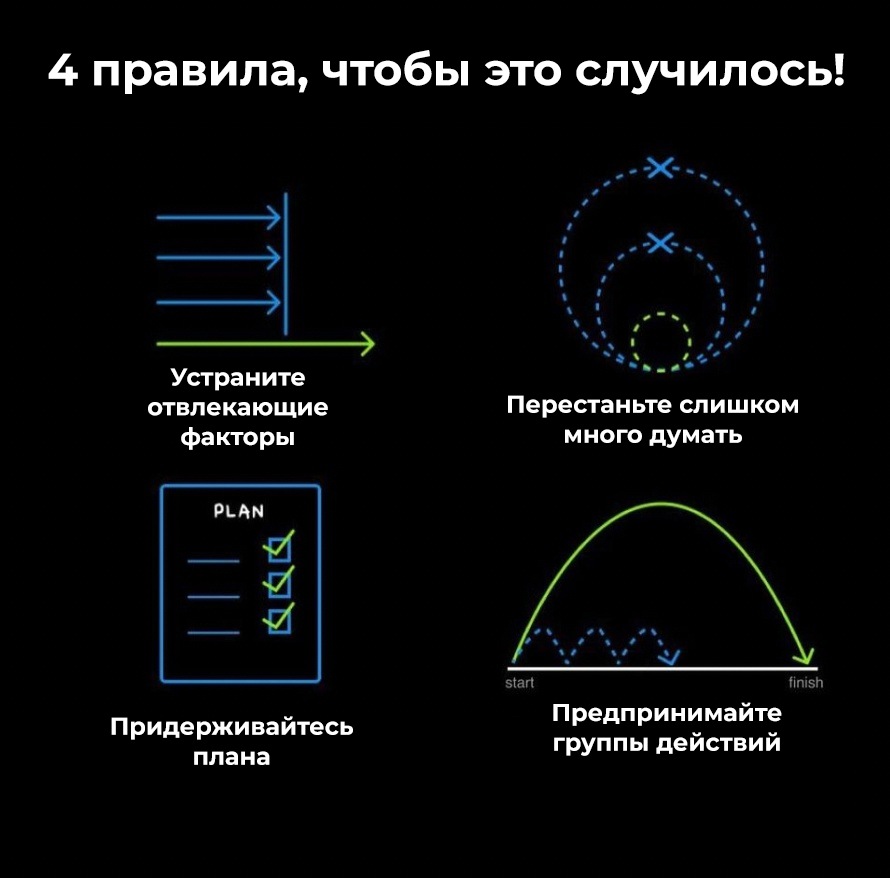 4 правила, чтобы это случилось!
Устраните
отвлекающие
факторы
Перестаньте слишком
много думать
PLAN
Придерживайтесь
плана
start
finish
Предпринимайте
группы действий